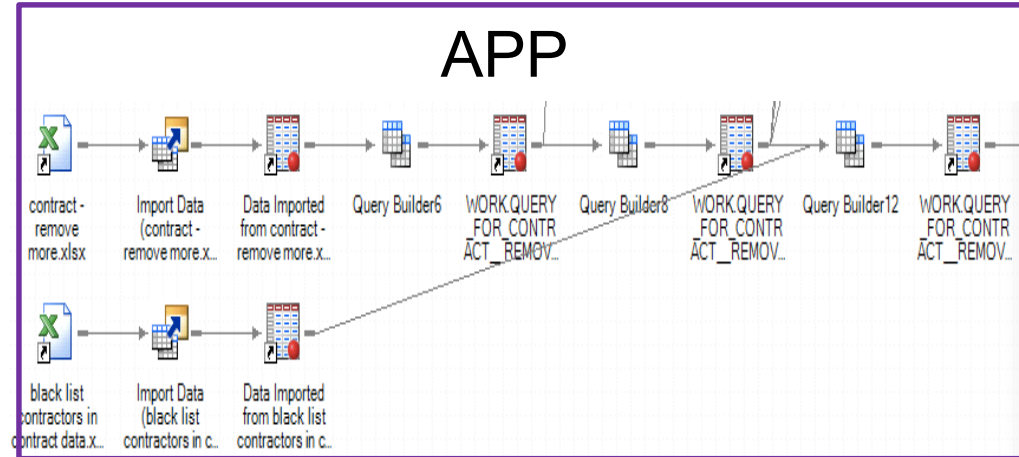 APP
contract -
remove
more.xlsx
Import Data
(contract -
remove more.x...
Data Imported
from contract -
remove more.x...
Query Builder6
WORK.QUERY
_FOR_CONTR
ACT__REMOV...
Query Builder8
WORK.QUERY
_FOR_CONTR
ACT__REMOV...
Query Builder12
WORK.QUERY
_FOR_CONTR
ACT__REMOV...
black list
contractors in
contract data.x...
Import Data
(black list
contractors in c...
Data Imported
from black list
contractors in c...